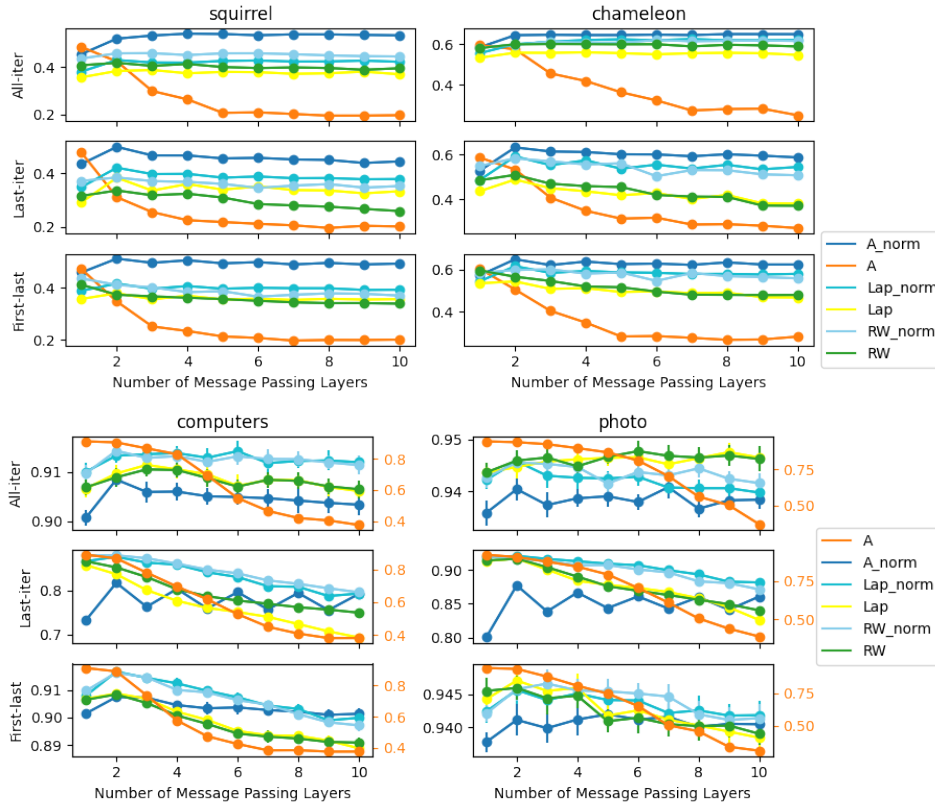 squirrel
chameleon
All-iter
0.4
0.2
0.6
0.4
Last-iter
0.4
0.2
0.6
0.4
First-last
0.4
0.2
0.6
0.4
2 4 6 8 10
2 4 6 8 10
Number of Message Passing Layers
Number of Message Passing Layers
A_norm
A
Lap_norm
Lap
RW_norm
RW
computers
photo
All-iter
0.91
0.90
0.8
0.6
0.4
0.95
0.94
0.75
0.50
Last-iter
0.8
0.7
0.8
0.6
0.4
0.90
0.85
0.80
0.75
0.50
First-last
0.91
0.90
0.89
0.8
0.6
0.4
0.945
0.940
0.75
0.50
2 4 6 8 10
2 4 6 8 10
Number of Message Passing Layers
Number of Message Passing Layers
A
A_norm
Lap_norm
Lap
RW_norm
RW